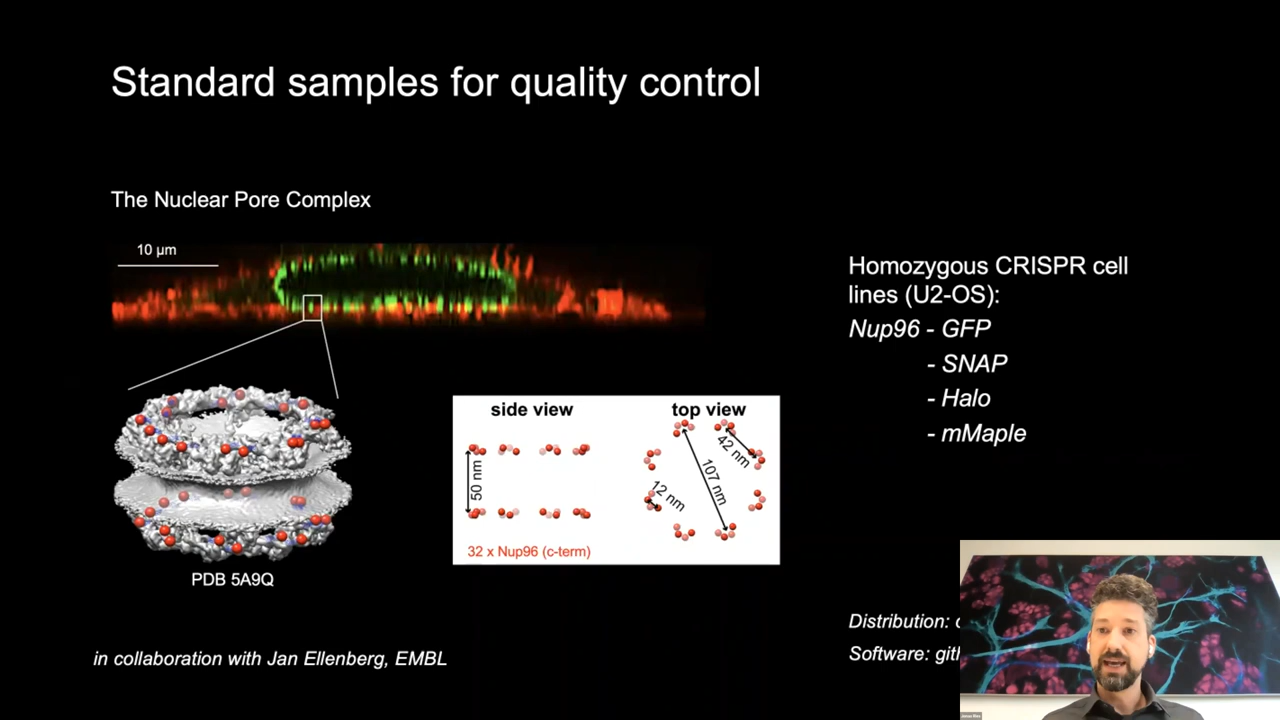 Standard samples for quality control
The Nuclear Pore Complex
10 µm
PDB 5A9Q
in collaboration with Jan Ellenberg, EMBL
side view
top view
50 nm
42 nm
107 nm
12 nm
32 x Nup96 (c-term)
Homozygous CRISPR cell
lines (U2-OS):
Nup96 - GFP
- SNAP
- Halo
- mMaple
Distribution:
Software: